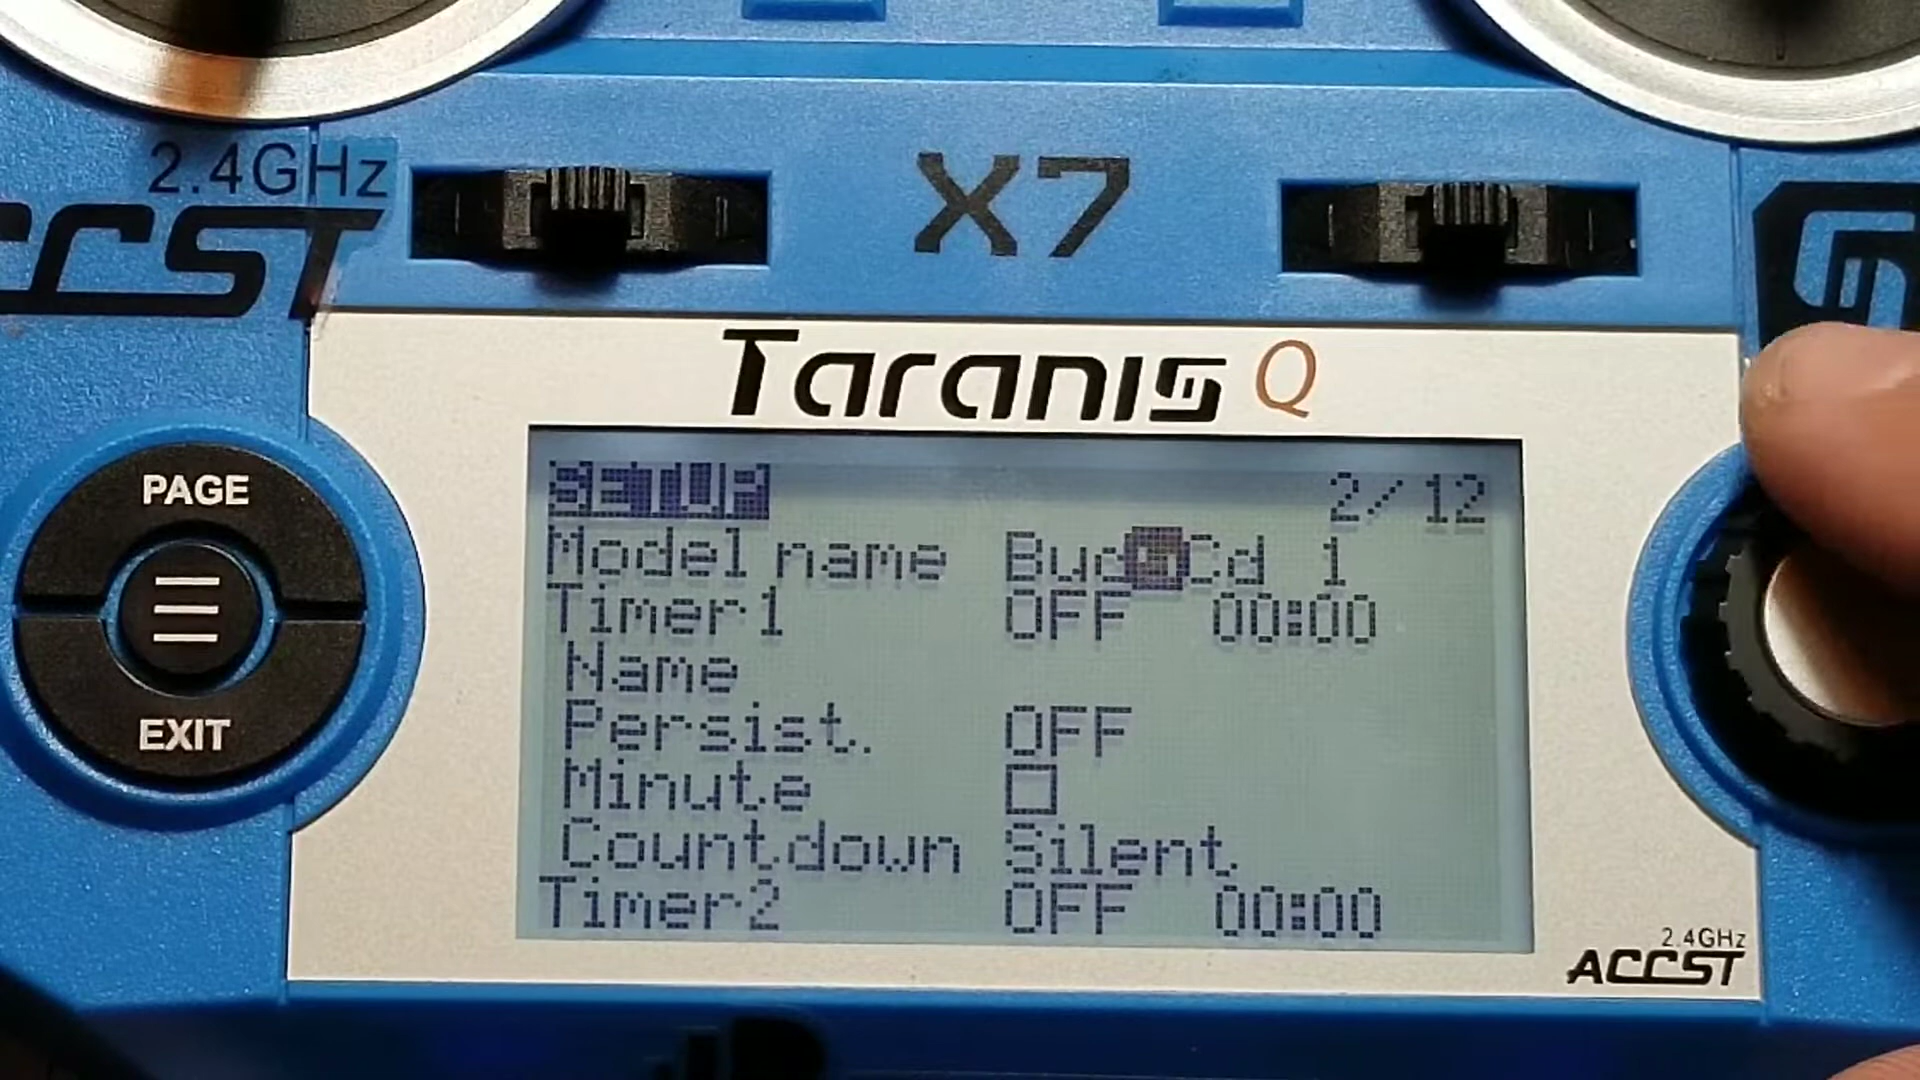 2.4GHz
ACCST
X7
Taranis Q
PAGE
EXIT
SETUP 2/12
Model name Cd 1
Timer1 OFF 00:00
Name
Persist. OFF
Minute
Countdown Silent
Timer2 OFF 00:00
2.4GHz
ACCST